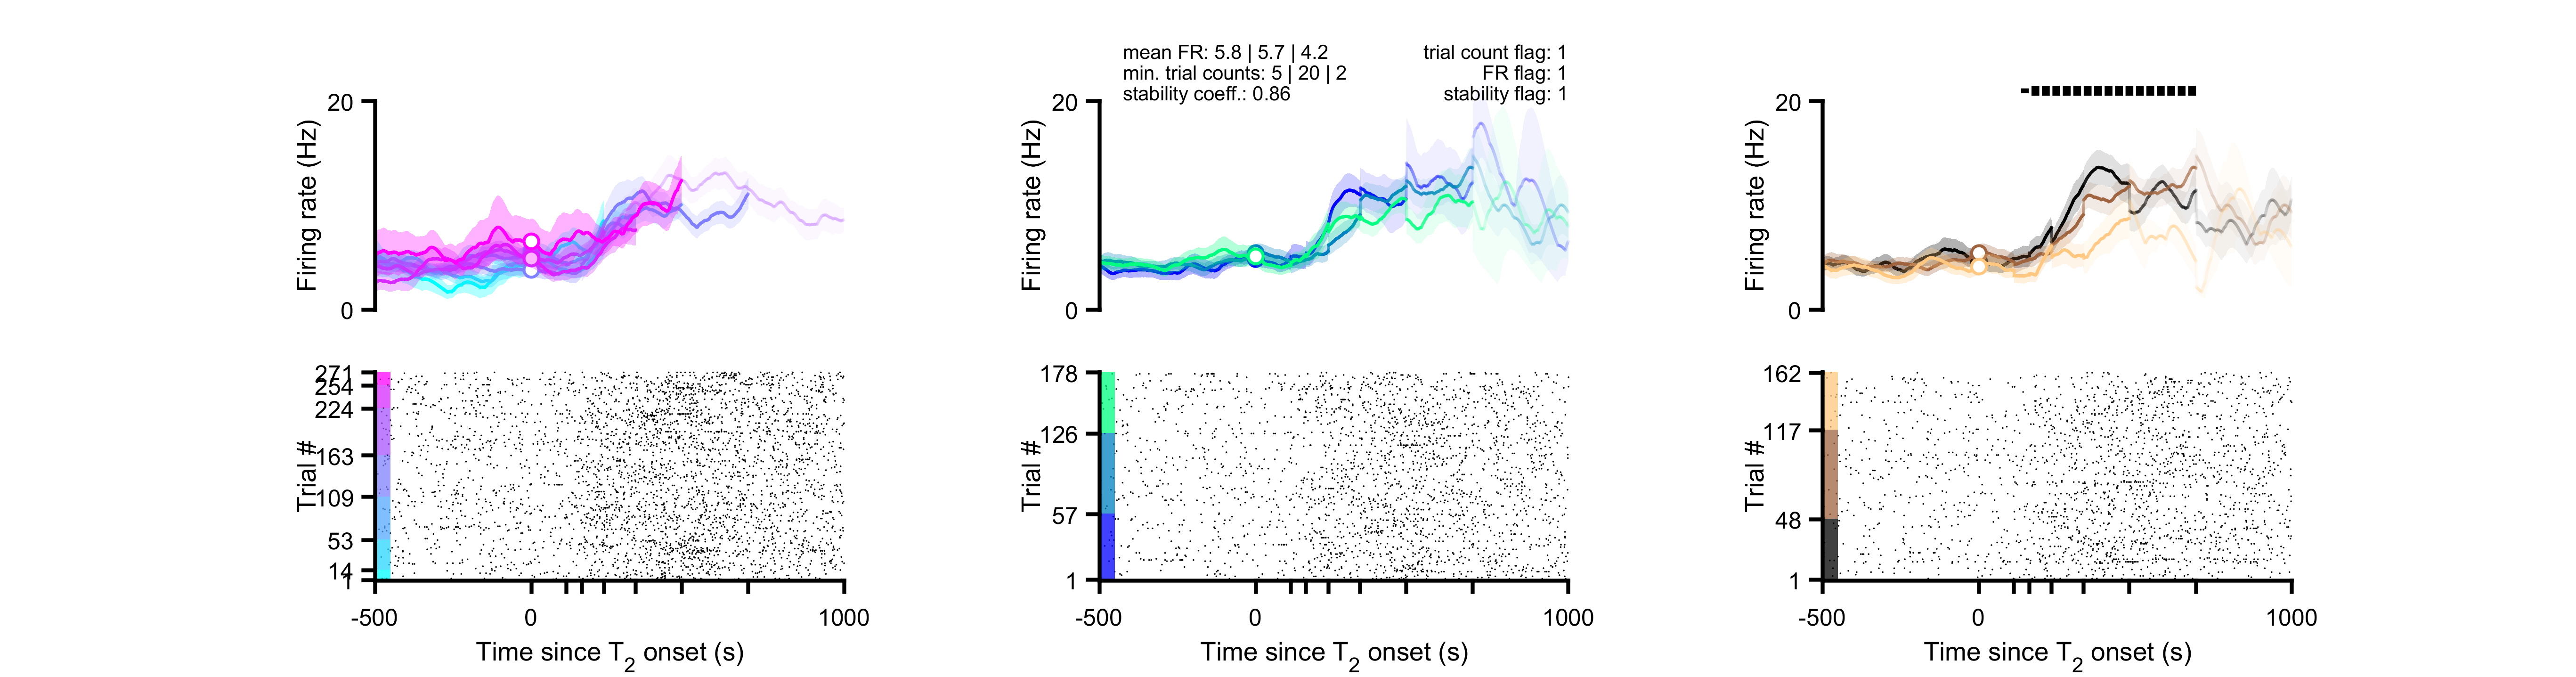 mean FR: 5.8 | 5.7 | 4.2
min. trial counts: 5 | 20 | 2
stability coeff.: 0.86
trial count flag: 1
FR flag: 1
stability flag: 1
20
Firing rate (Hz)
0
20
Firing rate (Hz)
0
20
Firing rate (Hz)
0
271
254
224
163
109
53
14
1
Trial #
-500
0
1000
Time since T2 onset (s)
178
126
57
1
Trial #
-500
0
1000
Time since T2 onset (s)
162
117
48
1
Trial #
-500
0
1000
Time since T2 onset (s)